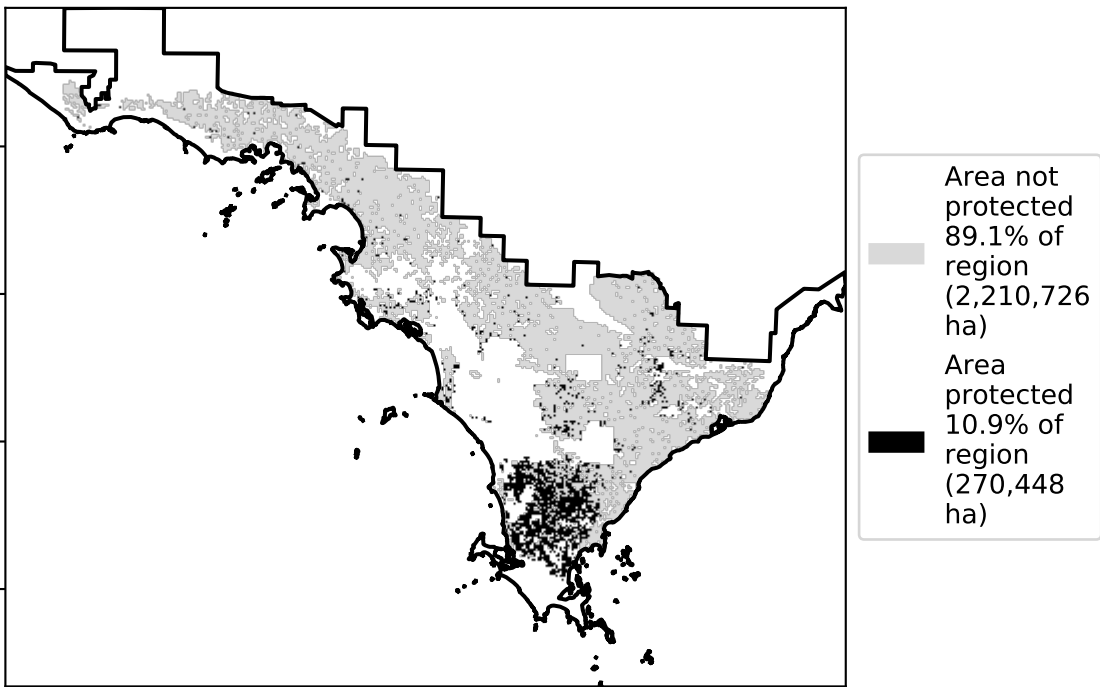 Area not
protected
89.1% of
region
(2,210,726
ha)
Area
protected
10.9% of
region
(270,448
ha)